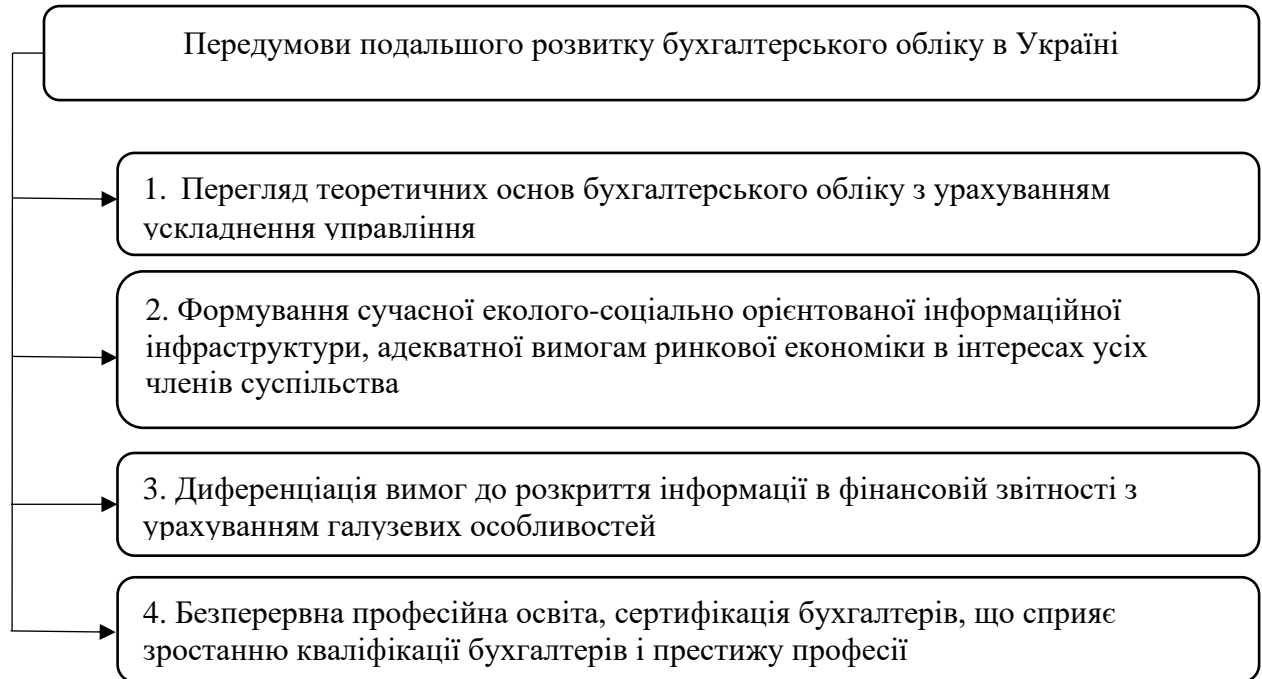 Передумови подальшого розвитку бухгалтерського обліку в Україні
1. Перегляд теоретичних основ бухгалтерського обліку з урахуванням
ускладнення управління
2. Формування сучасної еколого-соціально орієнтованої інформаційної
інфраструктури, адекватної вимогам ринкової економіки в інтересах усіх
членів суспільства
3. Диференціація вимог до розкриття інформації в фінансовій звітності з
урахуванням галузевих особливостей
4. Безперервна професійна освіта, сертифікація бухгалтерів, що сприяє
зростанню кваліфікації бухгалтерів і престижу професії